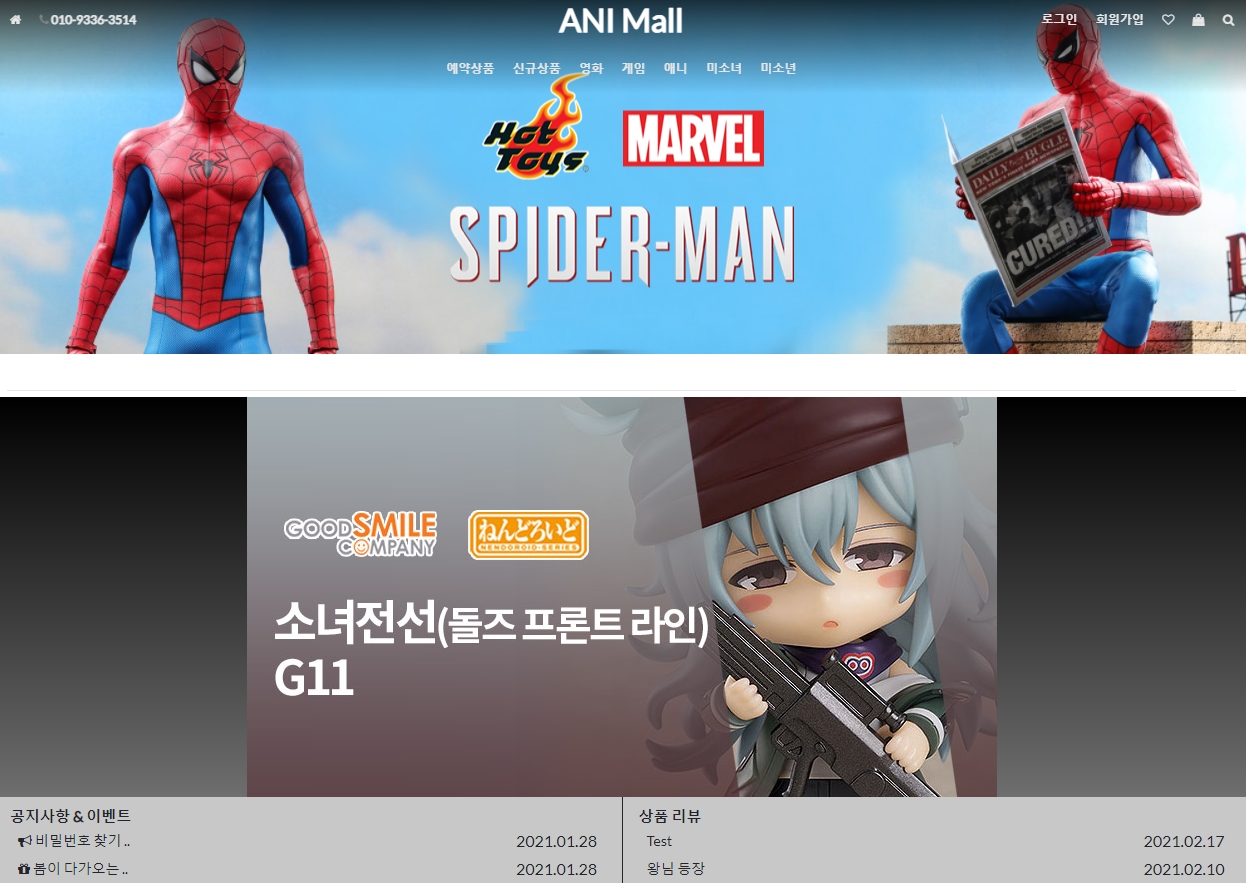 010-9336-3514
ANI Mall
로그인 회원가입
예약상품 신규상품 영화 게임 애니 미소녀 미소년
Hot Toys
MARVEL
SPIDER-MAN
DAILY BUGLE
CURED!
GOODSMILE COMPANY
ねんどろいど
NENDOROID SERIES
소녀전선(돌즈 프론트 라인)
G11
공지사항 & 이벤트
비밀번호 찾기 .. 2021.01.28
봄이 다가오는 .. 2021.01.28
상품 리뷰
Test 2021.02.17
왕님 등장 2021.02.10